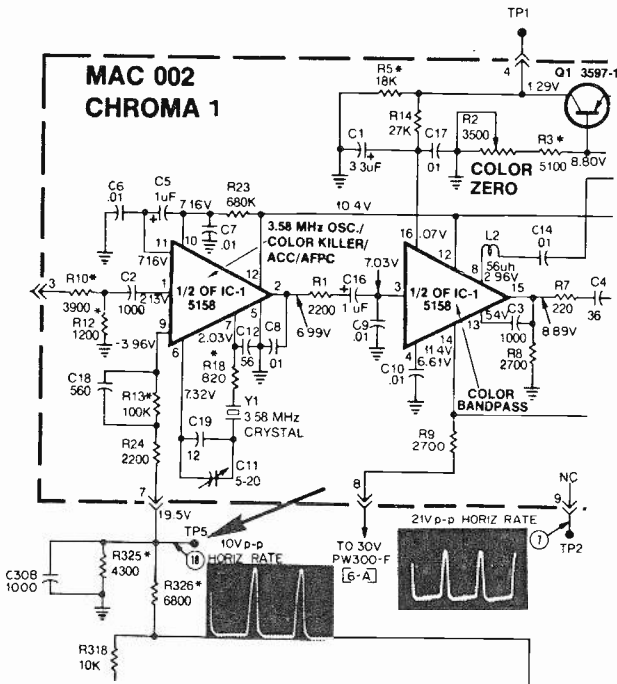 TP1
MAC 002
CHROMA 1
R5*
18K
4
1.29V
Q1 3597-1
R14
27K
C17
.01
R2
3500
R3*
5100
8.80V
C1
3.3uF
COLOR
ZERO
C6
.01
C5
1uF
7.16V
R23
680K
C7
.01
10.4V
3.58 MHz OSC./
COLOR KILLER/
ACC/AFPC
16
.07V
L2
56uh
C14
.01
11
10
12
7.03V
12
8
2.96V
716V
3
R10*
3900
C2
1000
1
2.13V
1/2 OF IC-1
5158
2
R1
2200
C16
1uF
3
1/2 OF IC-1
5158
15
R7
220
C4
36
R12
1200
*
9
-3.96V
6
7
5
2.03V
C12
56
C8
.01
6.99V
C9
.01
4
14
13
.54V
C3
1000
8.89V
11.4V
6.61V
C10
.01
R8
2700
COLOR
BANDPASS
C18
560
R13*
100K
7.32V
*
R18
820
Y1
3.58 MHz
CRYSTAL
C19
12
C11
5-20
R24
2200
R9
2700
7
19.5V
8
NC
9
TP5
18
10V p-p
HORIZ RATE
TO 30V
PW300-F
6-A
21V p-p HORIZ RATE
7
TP2
C308
1000
R325*
4300
R326*
6800
R318
10K